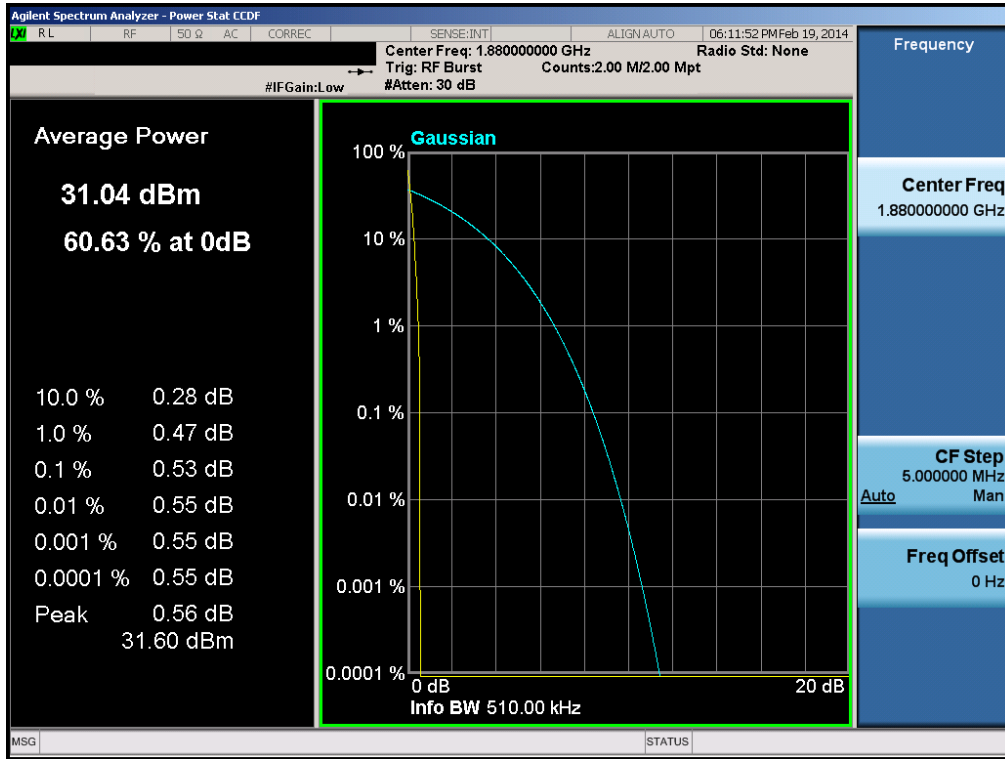 Agilent Spectrum Analyzer - Power Stat CCDF
LXI RL RF 50 Ω AC CORREC SENSE:INT ALIGN AUTO 06:11:52 PM Feb 19, 2014
Center Freq: 1.880000000 GHz Radio Std: None
Trig: RF Burst Counts:2.00 M/2.00 Mpt
#IFGain:Low #Atten: 30 dB
Average Power
31.04 dBm
60.63 % at 0dB
10.0 % 0.28 dB
1.0 % 0.47 dB
0.1 % 0.53 dB
0.01 % 0.55 dB
0.001 % 0.55 dB
0.0001 % 0.55 dB
Peak 0.56 dB
31.60 dBm
Gaussian
100 %
10 %
1 %
0.1 %
0.01 %
0.001 %
0.0001 %
0 dB 20 dB
Info BW 510.00 kHz
Frequency
Center Freq
1.880000000 GHz
CF Step
5.000000 MHz
Auto Man
Freq Offset
0 Hz
MSG STATUS